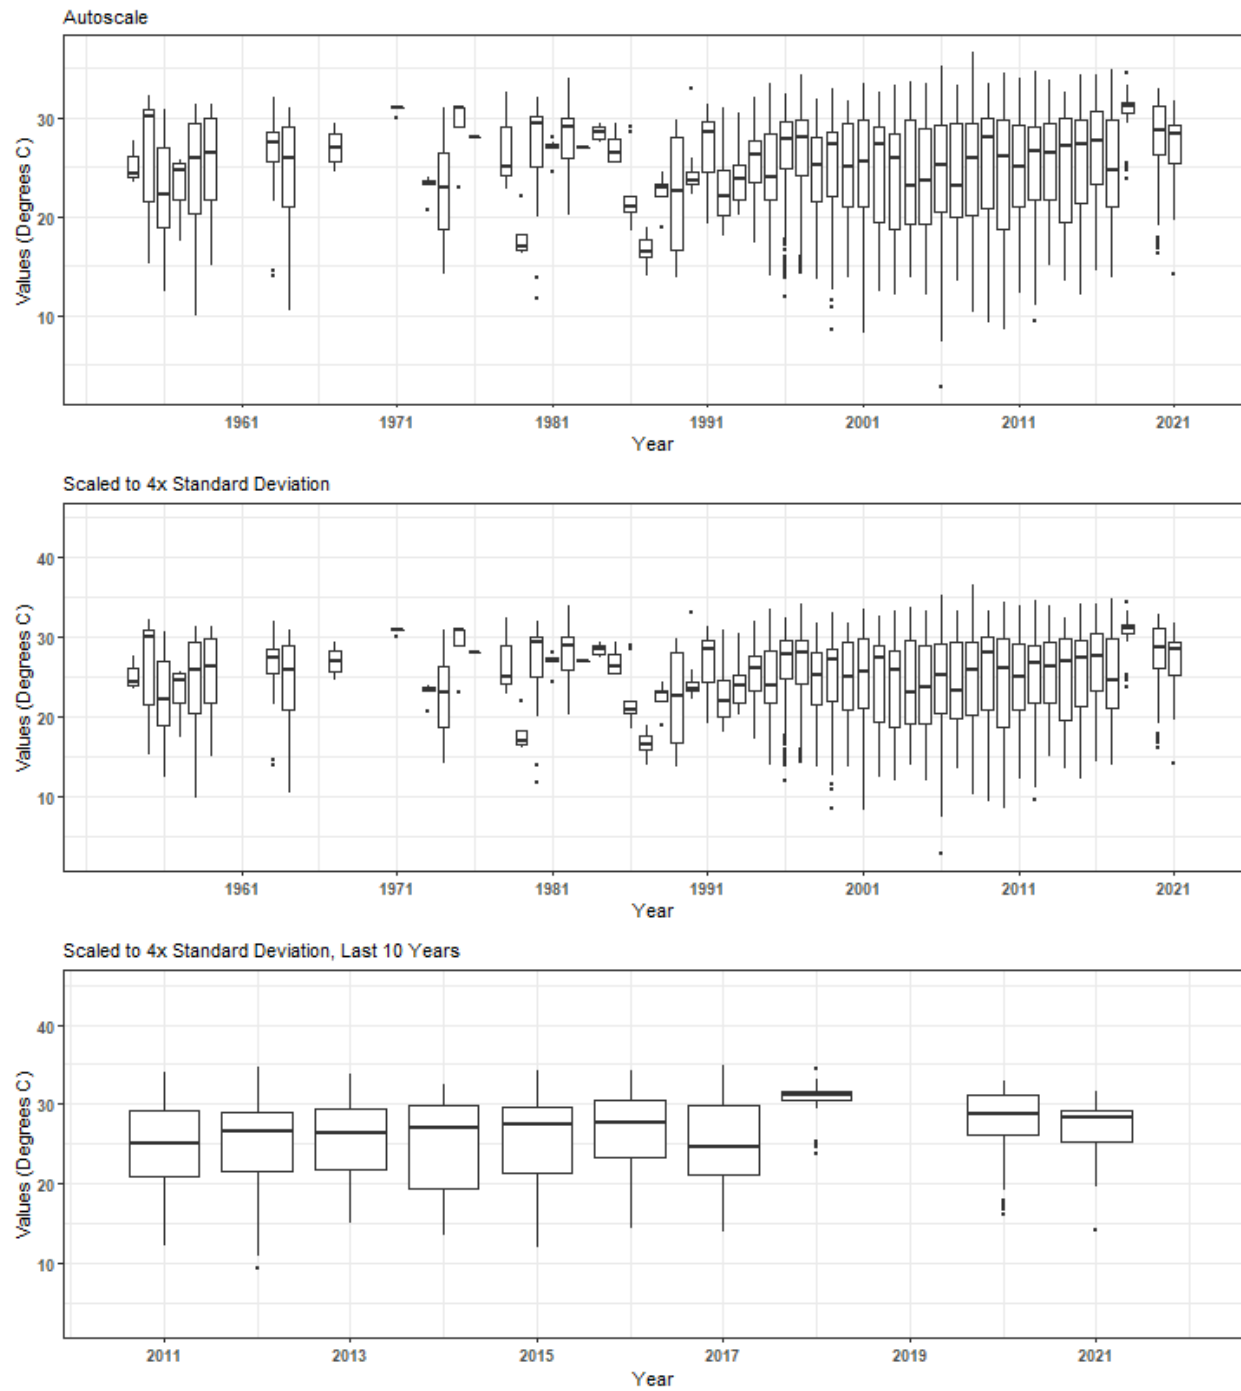 Autoscale
Values (Degrees C)
30
20
10
1961 1971 1981 1991 2001 2011 2021
Year
Scaled to 4x Standard Deviation
Values (Degrees C)
40
30
20
10
1961 1971 1981 1991 2001 2011 2021
Year
Scaled to 4x Standard Deviation, Last 10 Years
Values (Degrees C)
40
30
20
10
2011 2013 2015 2017 2019 2021
Year